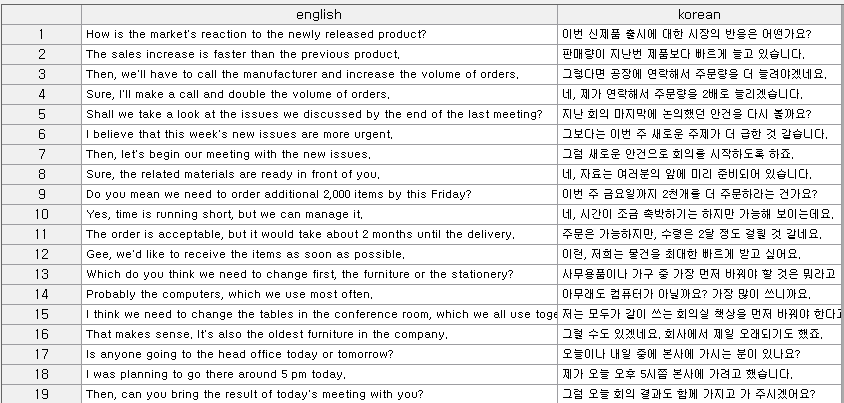 english korean
1 How is the market's reaction to the newly released product? 이번 신제품 출시에 대한 시장의 반응은 어떤가요?
2 The sales increase is faster than the previous product. 판매량이 지난번 제품보다 빠르게 늘고 있습니다.
3 Then, we'll have to call the manufacturer and increase the volume of orders. 그렇다면 공장에 연락해서 주문량을 더 늘려야겠네요.
4 Sure, I'll make a call and double the volume of orders. 네, 제가 연락해서 주문량을 2배로 늘리겠습니다.
5 Shall we take a look at the issues we discussed by the end of the last meeting? 지난 회의 마지막에 논의했던 안건을 다시 볼까요?
6 I believe that this week's new issues are more urgent. 그보다는 이번 주 새로운 주제가 더 급한 것 같습니다.
7 Then, let's begin our meeting with the new issues. 그럼 새로운 안건으로 회의를 시작하도록 하죠.
8 Sure, the related materials are ready in front of you. 네, 자료는 여러분의 앞에 미리 준비되어 있습니다.
9 Do you mean we need to order additional 2,000 items by this Friday? 이번 주 금요일까지 2천개를 더 주문하라는 건가요?
10 Yes, time is running short, but we can manage it. 네, 시간이 조금 촉박하기는 하지만 가능해 보이는데요.
11 The order is acceptable, but it would take about 2 months until the delivery. 주문은 가능하지만, 수령은 2달 정도 걸릴 것 같네요.
12 Gee, we'd like to receive the items as soon as possible. 이런, 저희는 물건을 최대한 빠르게 받고 싶어요.
13 Which do you think we need to change first, the furniture or the stationery? 사무용품이나 가구 중 가장 먼저 바꿔야 할 것은 뭐라고
14 Probably the computers, which we use most often. 아무래도 컴퓨터가 아닐까요? 가장 많이 쓰니까요.
15 I think we need to change the tables in the conference room, which we all use toge 저는 모두가 같이 쓰는 회의실 책상을 먼저 바꿔야 한다고
16 That makes sense. It's also the oldest furniture in the company. 그럴 수도 있겠네요. 회사에서 제일 오래되기도 했죠.
17 Is anyone going to the head office today or tomorrow? 오늘이나 내일 중에 본사에 가시는 분이 있나요?
18 I was planning to go there around 5 pm today. 제가 오늘 오후 5시쯤 본사에 가려고 했습니다.
19 Then, can you bring the result of today's meeting with you? 그럼 오늘 회의 결과도 함께 가지고 가 주시겠어요?